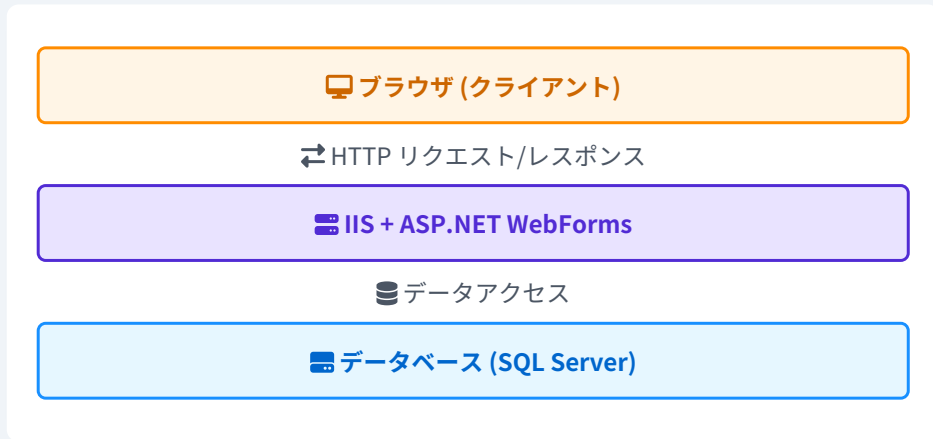 ブラウザ (クライアント)
HTTP リクエスト/レスポンス
IIS + ASP.NET WebForms
データアクセス
データベース (SQL Server)